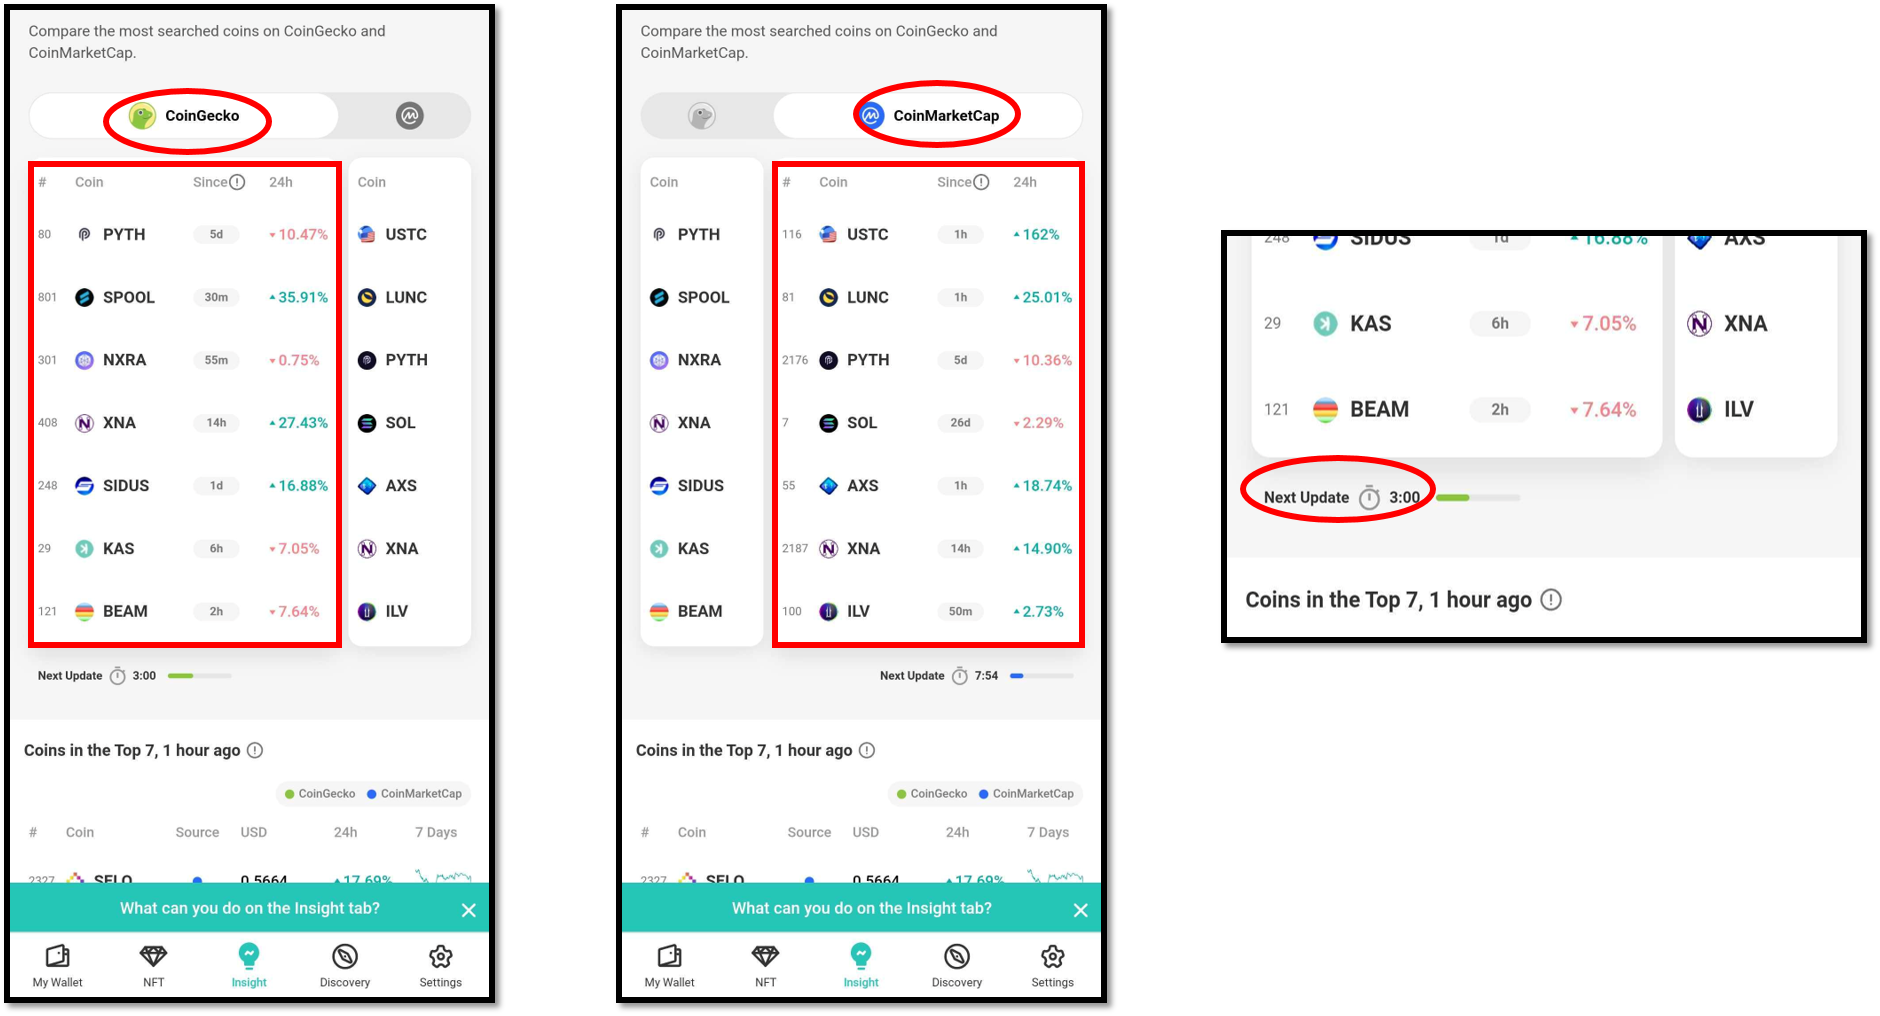 Compare the most searched coins on CoinGecko and
CoinMarketCap.
CoinGecko
# Coin Since 24h Coin
80 PYTH 5d 10.47% USTC
801 SPOOL 30m 35.91% LUNC
301 NXRA 55m 0.75% PYTH
408 XNA 14h 27.43% SOL
248 SIDUS 1d 16.88% AXS
29 KAS 6h 7.05% XNA
121 BEAM 2h 7.64% ILV
Next Update 3:00
Coins in the Top 7, 1 hour ago
CoinGecko CoinMarketCap
# Coin Source USD 24h 7 Days
2327 SELO 0.5664 17.69%
What can you do on the Insight tab?
My Wallet NFT Insight Discovery Settings
Compare the most searched coins on CoinGecko and
CoinMarketCap.
CoinMarketCap
Coin # Coin Since 24h
PYTH 116 USTC 1h 162%
SPOOL 81 LUNC 1h 25.01%
NXRA 2176 PYTH 5d 10.36%
XNA 7 SOL 26d 2.29%
SIDUS 55 AXS 1h 18.74%
KAS 2187 XNA 14h 14.90%
BEAM 100 ILV 50m 2.73%
Next Update 7:54
Coins in the Top 7, 1 hour ago
CoinGecko CoinMarketCap
# Coin Source USD 24h 7 Days
2327 SELO 0.5664 17.69%
What can you do on the Insight tab?
My Wallet NFT Insight Discovery Settings
248 SIDUS 1d 16.88% AXS
29 KAS 6h 7.05% XNA
121 BEAM 2h 7.64% ILV
Next Update 3:00
Coins in the Top 7, 1 hour ago